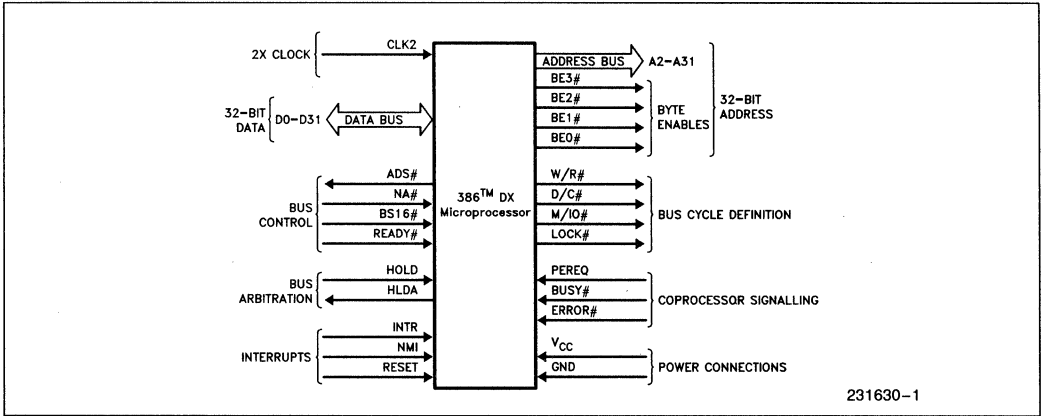 2X CLOCK
CLK2
32-BIT
DATA
D0-D31
DATA BUS
BUS
CONTROL
ADS#
NA#
BS16#
READY#
BUS
ARBITRATION
HOLD
HLDA
INTERRUPTS
INTR
NMI
RESET
386™ DX
Microprocessor
ADDRESS BUS
A2-A31
BE3#
BE2#
BE1#
BE0#
BYTE
ENABLES
32-BIT
ADDRESS
W/R#
D/C#
M/IO#
LOCK#
BUS CYCLE DEFINITION
PEREQ
BUSY#
ERROR#
COPROCESSOR SIGNALLING
VCC
GND
POWER CONNECTIONS
231630-1